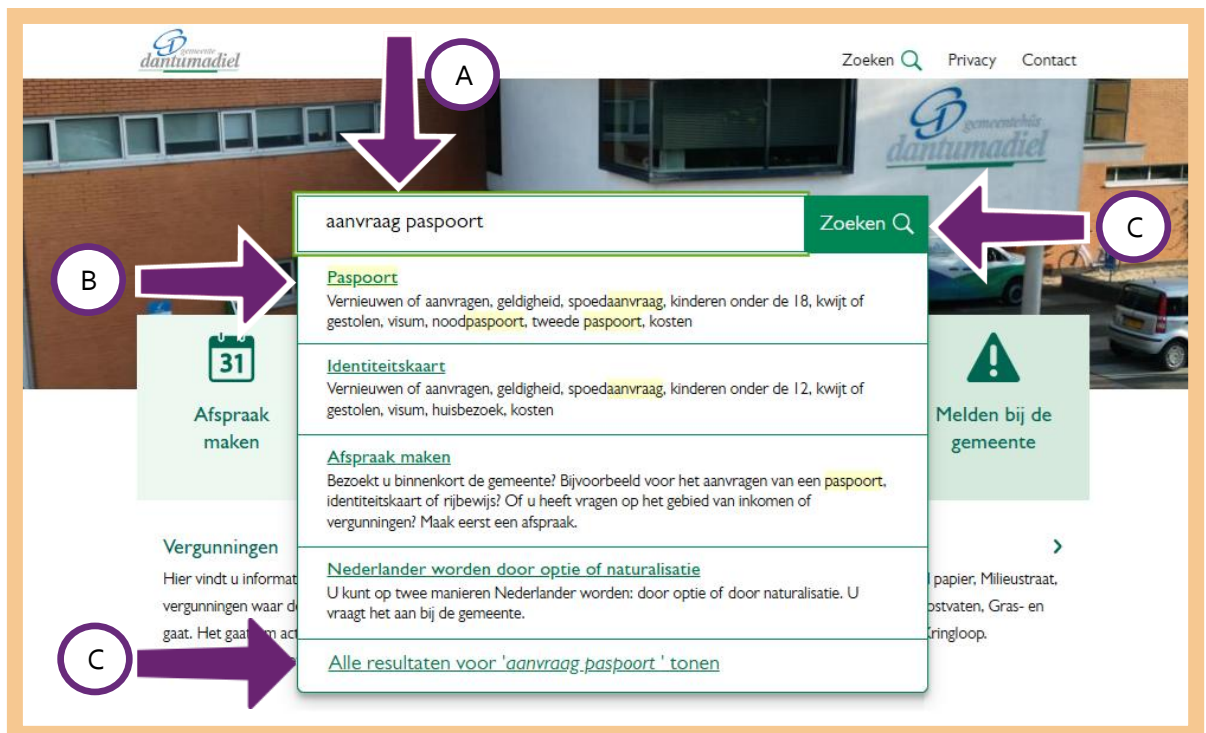 gemeente
dantumadiel
Zoeken Privacy Contact
A
gemeentehûs
dantumadiel
aanvraag paspoort
Zoeken
C
B
Paspoort
Vernieuwen of aanvragen, geldigheid, spoedaanvraag, kinderen onder de 18, kwijt of
gestolen, visum, noodpaspoort, tweede paspoort, kosten
31
Afspraak
maken
Identiteitskaart
Vernieuwen of aanvragen, geldigheid, spoedaanvraag, kinderen onder de 12, kwijt of
gestolen, visum, huisbezoek, kosten
Melden bij de
gemeente
Afspraak maken
Bezoekt u binnenkort de gemeente? Bijvoorbeeld voor het aanvragen van een paspoort,
identiteitskaart of rijbewijs? Of u heeft vragen op het gebied van inkomen of
vergunningen? Maak eerst een afspraak.
Nederlander worden door optie of naturalisatie
U kunt op twee manieren Nederlander worden: door optie of door naturalisatie. U
vraagt het aan bij de gemeente.
Alle resultaten voor 'aanvraag paspoort ' tonen
C
Vergunningen
Hier vindt u informat
vergunningen waar d
gaat. Het gaat om act
papier, Milieustraat,
ostvaten, Gras- en
Kringloop.